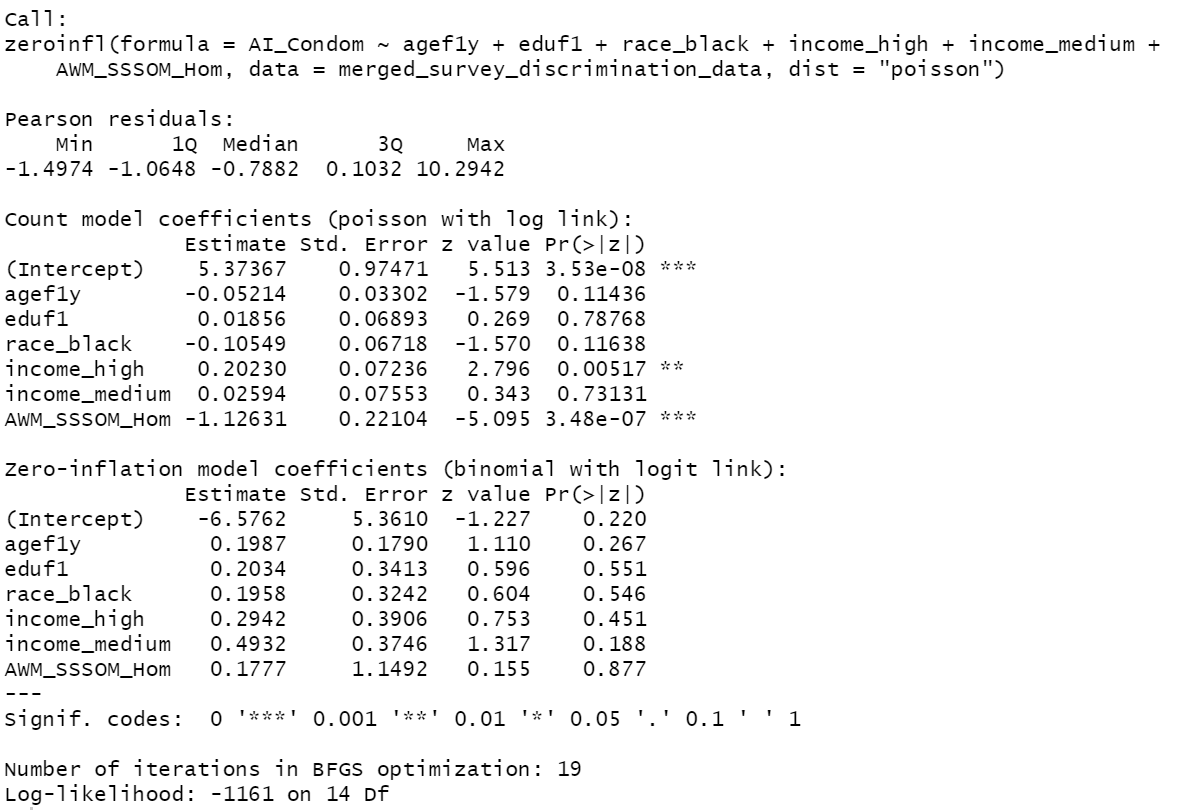 Call:
zeroinfl(formula = AI_Condom ~ agef1y + eduf1 + race_black + income_high + income_medium +
    AWM_SSSOM_Hom, data = merged_survey_discrimination_data, dist = "poisson")

Pearson residuals:
    Min      1Q  Median      3Q     Max
-1.4974 -1.0648 -0.7882  0.1032 10.2942

Count model coefficients (poisson with log link):
              Estimate Std. Error z value Pr(>|z|)
(Intercept)    5.37367    0.97471   5.513 3.53e-08 ***
agef1y        -0.05214    0.03302  -1.579  0.11436
eduf1          0.01856    0.06893   0.269  0.78768
race_black    -0.10549    0.06718  -1.570  0.11638
income_high    0.20230    0.07236   2.796  0.00517 **
income_medium  0.02594    0.07553   0.343  0.73131
AWM_SSSOM_Hom -1.12631    0.22104  -5.095 3.48e-07 ***

Zero-inflation model coefficients (binomial with logit link):
              Estimate Std. Error z value Pr(>|z|)
(Intercept)    -6.5762     5.3610  -1.227    0.220
agef1y          0.1987     0.1790   1.110    0.267
eduf1           0.2034     0.3413   0.596    0.551
race_black      0.1958     0.3242   0.604    0.546
income_high     0.2942     0.3906   0.753    0.451
income_medium   0.4932     0.3746   1.317    0.188
AWM_SSSOM_Hom   0.1777     1.1492   0.155    0.877
---
Signif. codes:  0 '***' 0.001 '**' 0.01 '*' 0.05 '.' 0.1 ' ' 1

Number of iterations in BFGS optimization: 19
Log-likelihood: -1161 on 14 Df